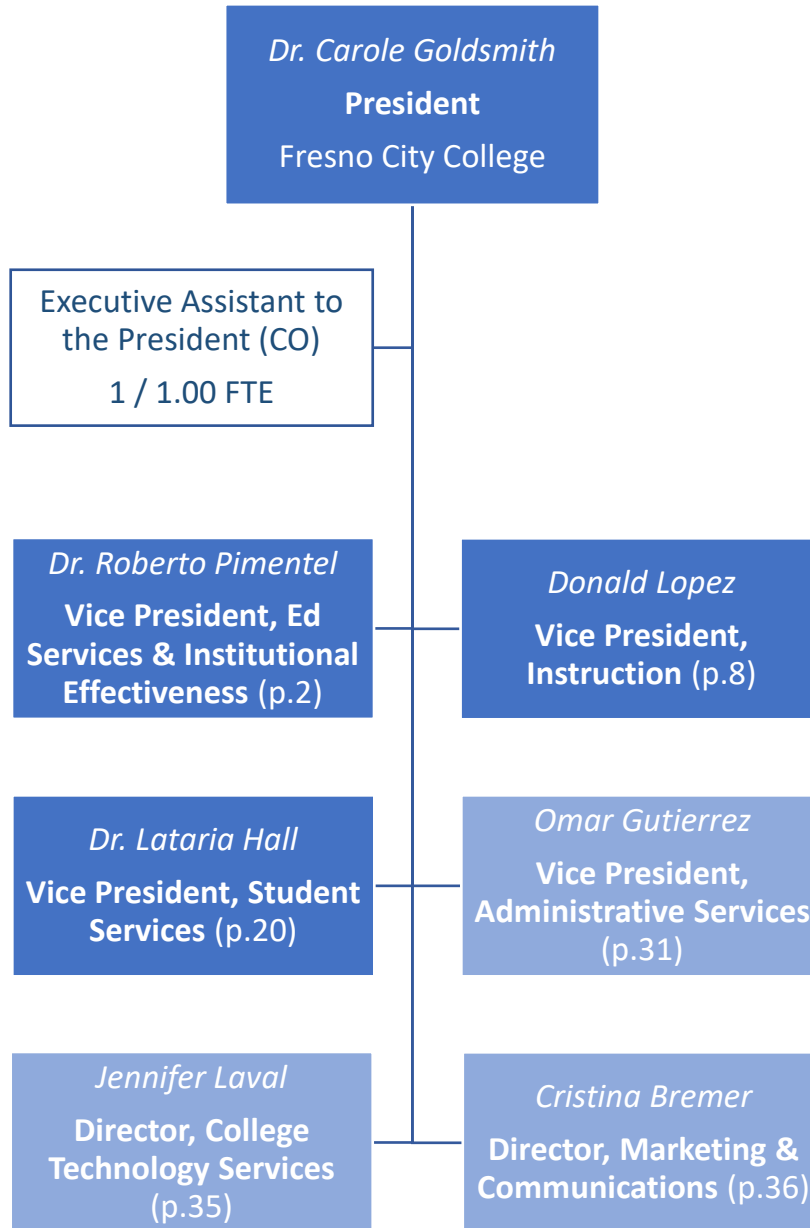 Dr. Carole Goldsmith
President
Fresno City College
Executive Assistant to
the President (CO)
1 / 1.00 FTE
Dr. Roberto Pimentel
Vice President, Ed
Services & Institutional
Effectiveness (p.2)
Donald Lopez
Vice President,
Instruction (p.8)
Dr. Lataria Hall
Vice President, Student
Services (p.20)
Omar Gutierrez
Vice President,
Administrative Services
(p.31)
Jennifer Laval
Director, College
Technology Services
(p.35)
Cristina Bremer
Director, Marketing &
Communications (p.36)